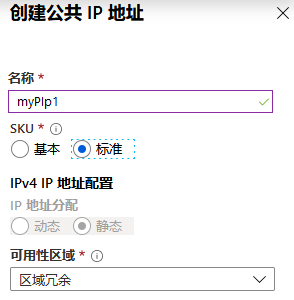 创建公共 IP 地址
名称 *
myPIp1
SKU *
基本 标准
IPv4 IP 地址配置
IP 地址分配
动态 静态
可用性区域 *
区域冗余